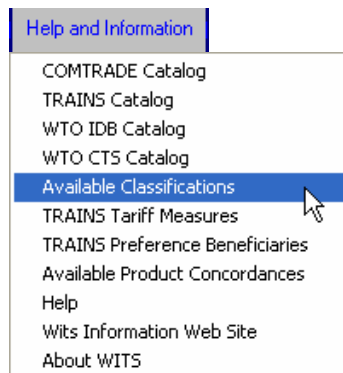 Help and Information
COMTRADE Catalog
TRAINS Catalog
WTO IDB Catalog
WTO CTS Catalog
Available Classifications
TRAINS Tariff Measures
TRAINS Preference Beneficiaries
Available Product Concordances
Help
Wits Information Web Site
About WITS